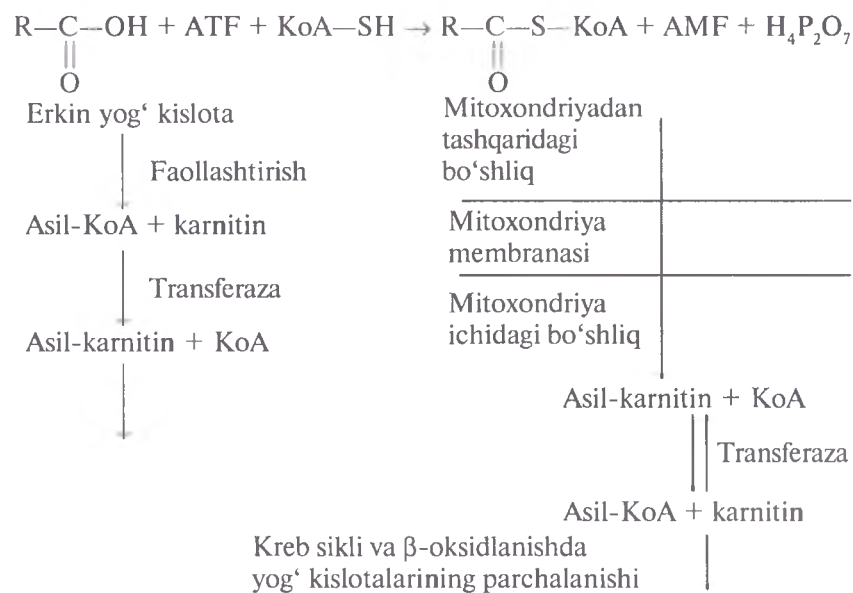 R—C—OH + ATF + KoA—SH → R—C—S—KoA + AMF + H₄P₂O₇
O
O
Erkin yog‘ kislota
Faollashtirish
Asil-KoA + karnitin
Transferaza
Asil-karnitin + KoA
Mitoxondriyadan
tashqaridagi
bo‘shliq
Mitoxondriya
membranasi
Mitoxondriya
ichidagi bo‘shliq
Asil-karnitin + KoA
Transferaza
Asil-KoA + karnitin
Kreb sikli va β-oksidlanishda
yog‘ kislotalarining parchalanishi